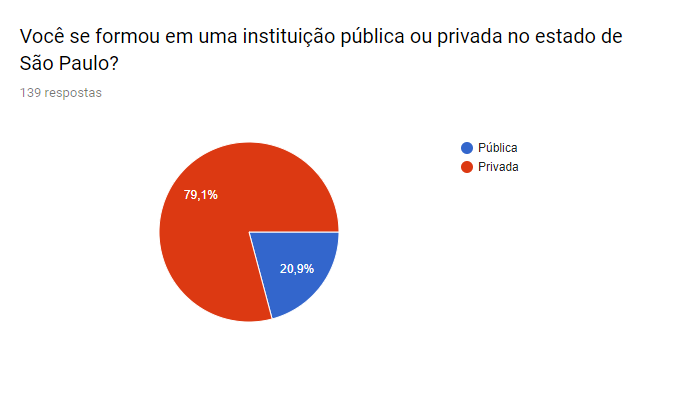 Você se formou em uma instituição pública ou privada no estado de
São Paulo?
139 respostas
Pública
Privada
79,1%
20,9%